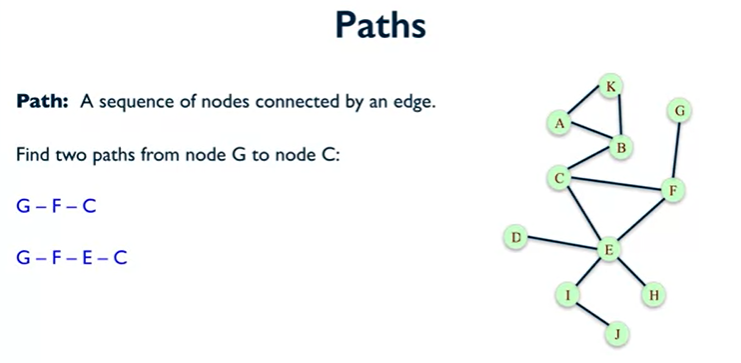 Paths
Path: A sequence of nodes connected by an edge.
Find two paths from node G to node C:
G – F – C
G – F – E – C
K
G
A
B
C
F
D
E
I
H
J